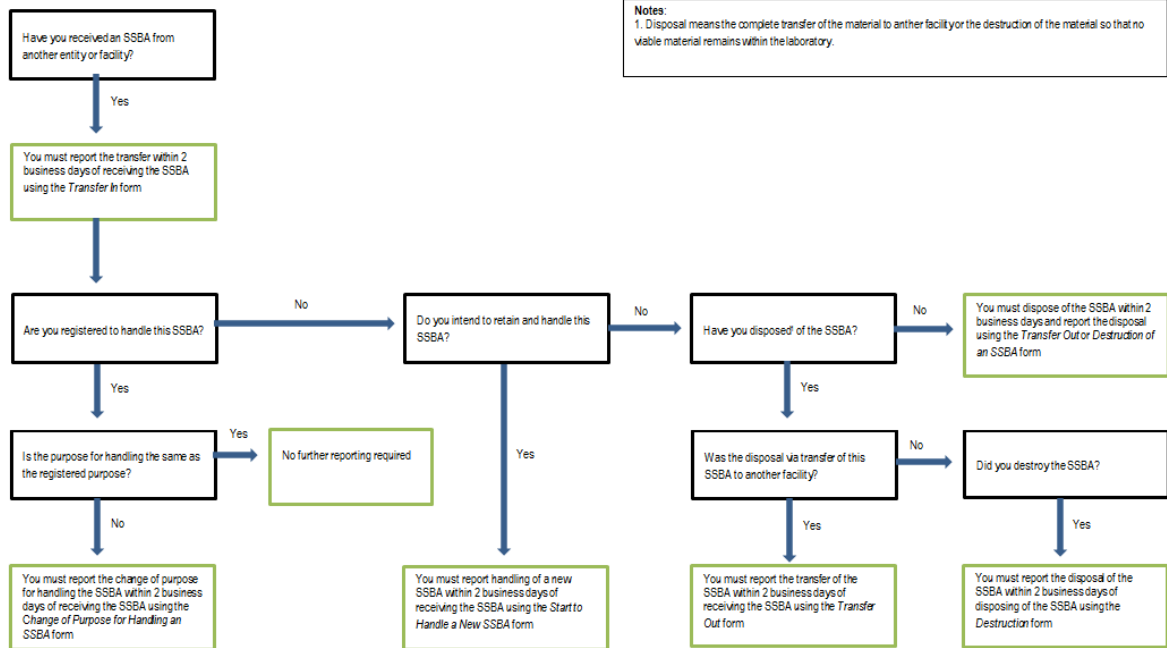 Have you received an SSBA from
another entity or facility?
Notes:
1. Disposal means the complete transfer of the material to anther facility or the destruction of the material so that no
viable material remains within the laboratory.
Yes
You must report the transfer within 2
business days of receiving the SSBA
using the Transfer In form
Are you registered to handle this SSBA?
No
Do you intend to retain and handle this
SSBA?
No
Have you disposed¹ of the SSBA?
No
You must dispose of the SSBA within 2
business days and report the disposal
using the Transfer Out or Destruction of
an SSBA form
Yes
Is the purpose for handling the same as
the registered purpose?
Yes
No further reporting required
Yes
Yes
Was the disposal via transfer of this
SSBA to another facility?
No
Did you destroy the SSBA?
No
You must report the change of purpose
for handling the SSBA within 2 business
days of receiving the SSBA using the
Change of Purpose for Handling an
SSBA form
You must report handling of a new
SSBA within 2 business days of
receiving the SSBA using the Start to
Handle a New SSBA form
Yes
You must report the transfer of the
SSBA within 2 business days of
receiving the SSBA using the Transfer
Out form
Yes
You must report the disposal of the
SSBA within 2 business days of
disposing of the SSBA using the
Destruction form